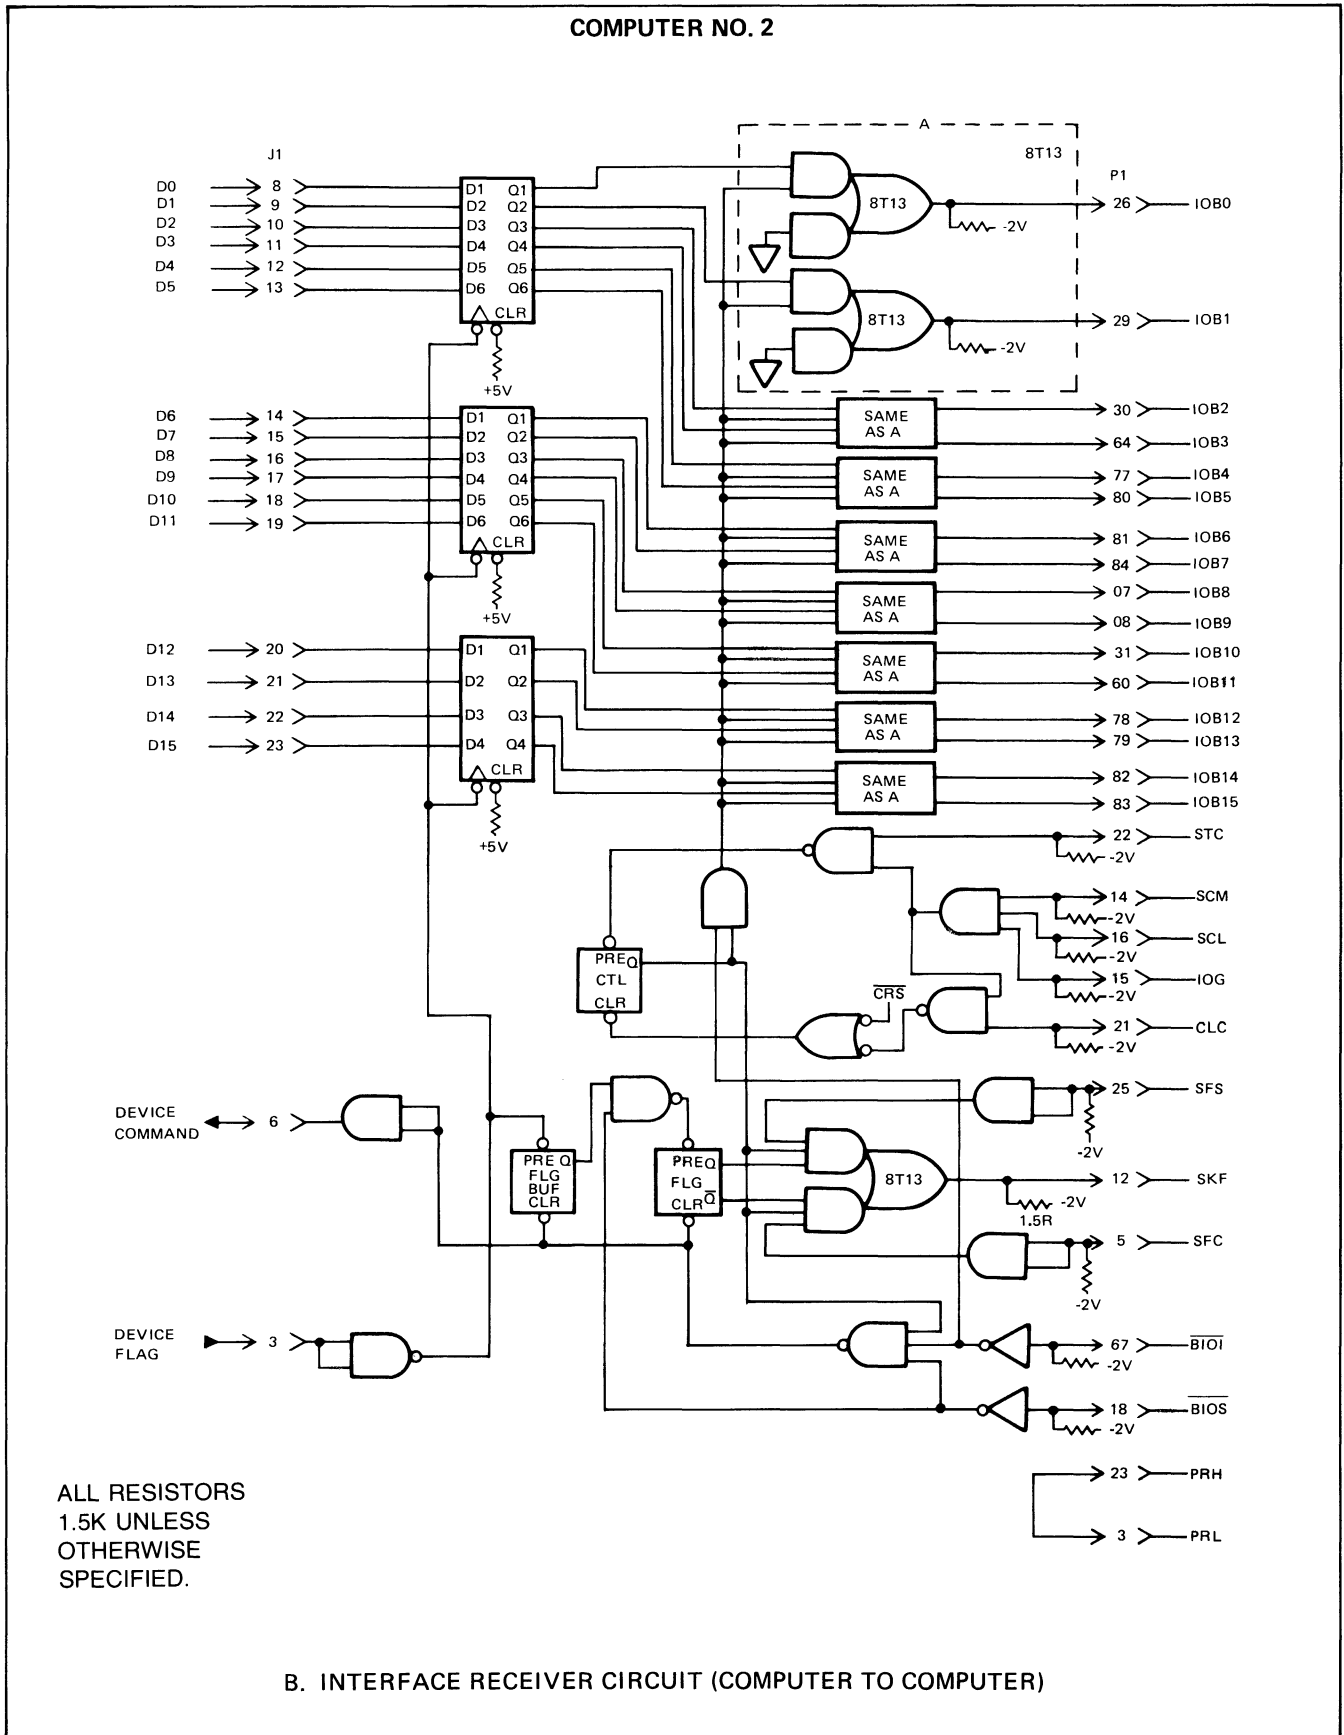 COMPUTER NO. 2
A
8T13
J1
P1
D0 8 D1 Q1 8T13 26 IOB0
D1 9 D2 Q2 -2V
D2 10 D3 Q3
D3 11 D4 Q4
D4 12 D5 Q5
D5 13 D6 Q6
CLR 8T13 29 IOB1
-2V
+5V
D6 14 D1 Q1 SAME AS A 30 IOB2
D7 15 D2 Q2 64 IOB3
D8 16 D3 Q3 SAME AS A 77 IOB4
D9 17 D4 Q4 80 IOB5
D10 18 D5 Q5 SAME AS A 81 IOB6
D11 19 D6 Q6 84 IOB7
CLR
+5V
SAME AS A 07 IOB8
08 IOB9
D12 20 D1 Q1 SAME AS A 31 IOB10
D13 21 D2 Q2 60 IOB11
D14 22 D3 Q3 SAME AS A 78 IOB12
D15 23 D4 Q4 79 IOB13
CLR
+5V
SAME AS A 82 IOB14
83 IOB15
22 STC
-2V
14 SCM
-2V
16 SCL
-2V
PRE Q
CTL
CLR
15 IOG
-2V
CRS
21 CLC
-2V
25 SFS
-2V
DEVICE
COMMAND
6
PRE Q
FLG
BUF
CLR
PRE Q
FLG
CLR Q
8T13
12 SKF
-2V
1.5R
5 SFC
-2V
DEVICE
FLAG
3
67 BIOI
-2V
18 BIOS
-2V
23 PRH
3 PRL
ALL RESISTORS
1.5K UNLESS
OTHERWISE
SPECIFIED.
B. INTERFACE RECEIVER CIRCUIT (COMPUTER TO COMPUTER)